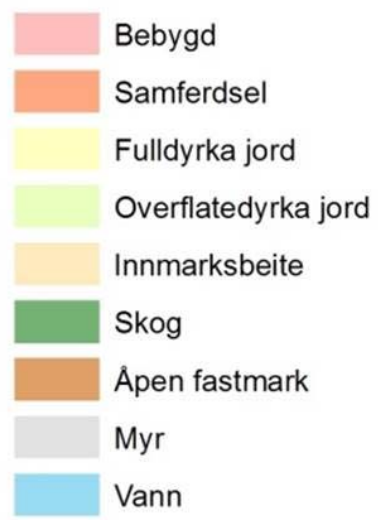 Bebygd
Samferdsel
Fulldyrka jord
Overflatedyrka jord
Innmarksbeite
Skog
Åpen fastmark
Myr
Vann